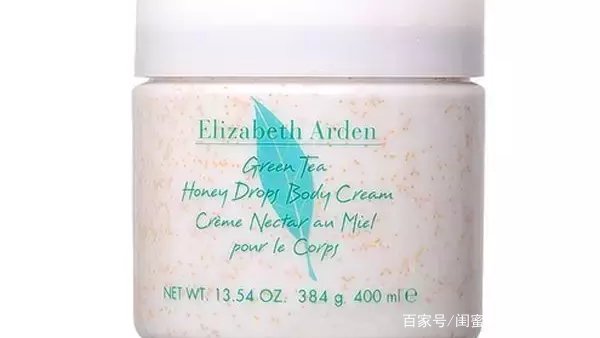 Elizabeth Arden
Green Tea
Honey Drops Body Cream
Crème Nectar au Miel
pour le Corps
NET WT. 13.54 OZ. 384 g. 400 ml ℮
百家号/闺蜜